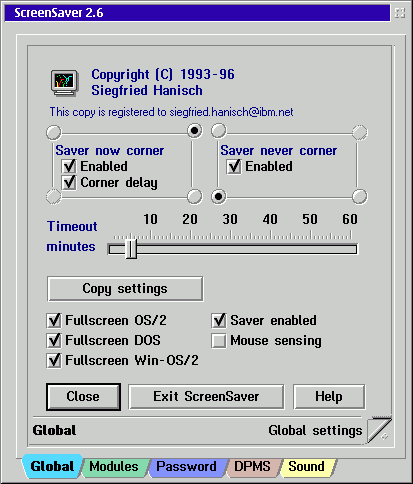 ScreenSaver 2.6
Copyright (C) 1993-96
Siegfried Hanisch
This copy is registered to siegfried.hanisch@ibm.net
Saver now corner
Enabled
Corner delay
Saver never corner
Enabled
Timeout
minutes
10 20 30 40 50 60
Copy settings
Fullscreen OS/2
Fullscreen DOS
Fullscreen Win-OS/2
Saver enabled
Mouse sensing
Close
Exit ScreenSaver
Help
Global
Global settings
Global Modules Password DPMS Sound